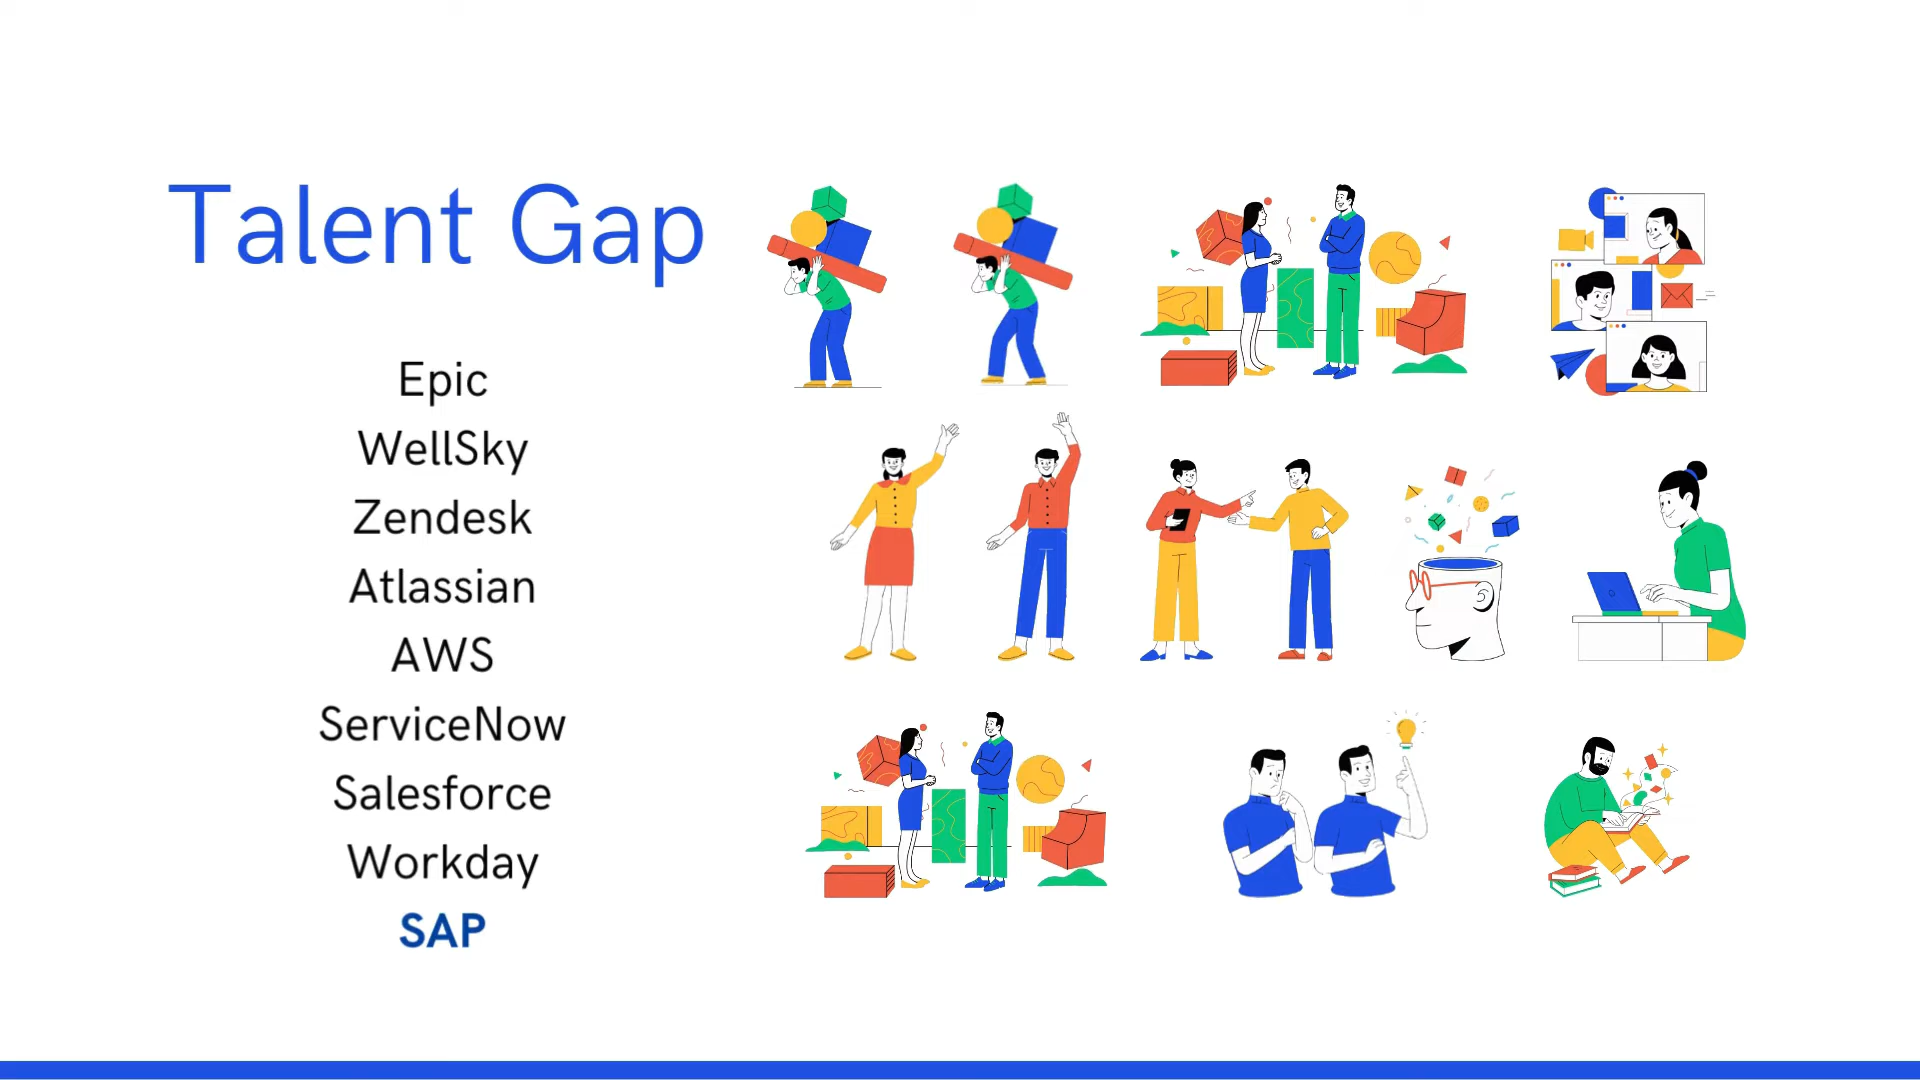 Talent Gap
Epic
WellSky
Zendesk
Atlassian
AWS
ServiceNow
Salesforce
Workday
SAP